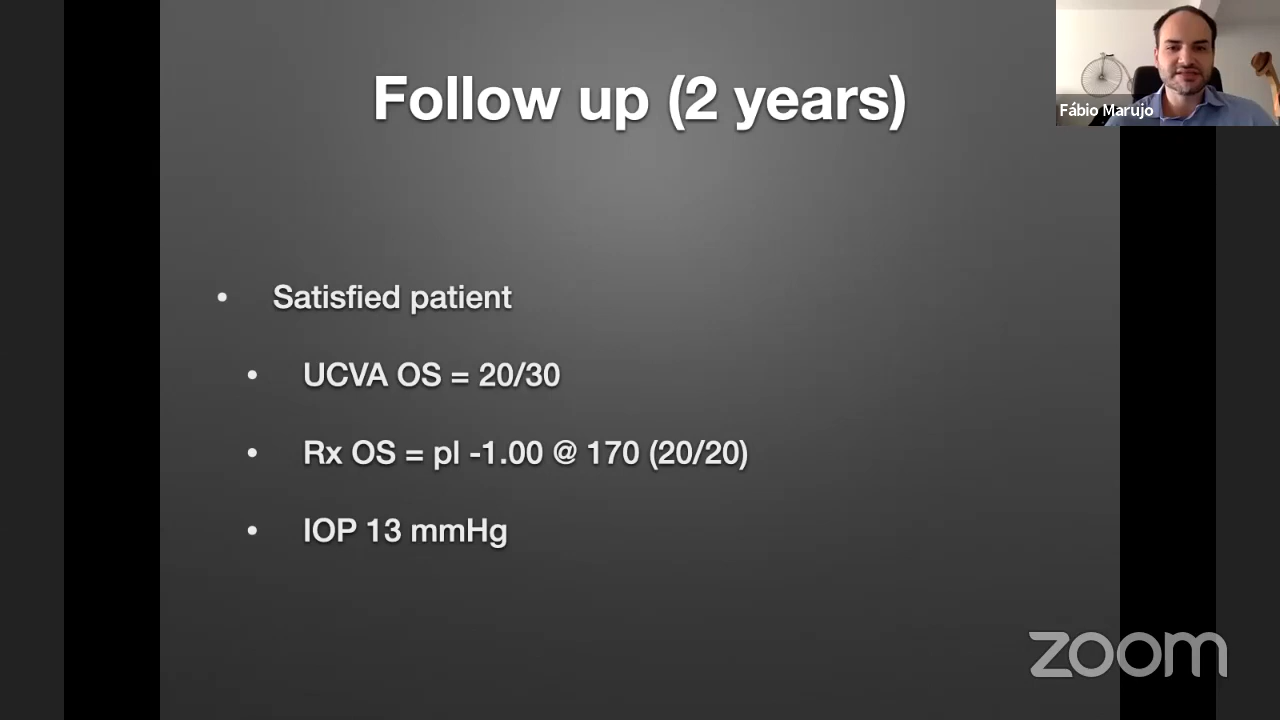 Follow up (2 years)
Fábio Marujo
• Satisfied patient
• UCVA OS = 20/30
• Rx OS = pl -1.00 @ 170 (20/20)
• IOP 13 mmHg
zoom